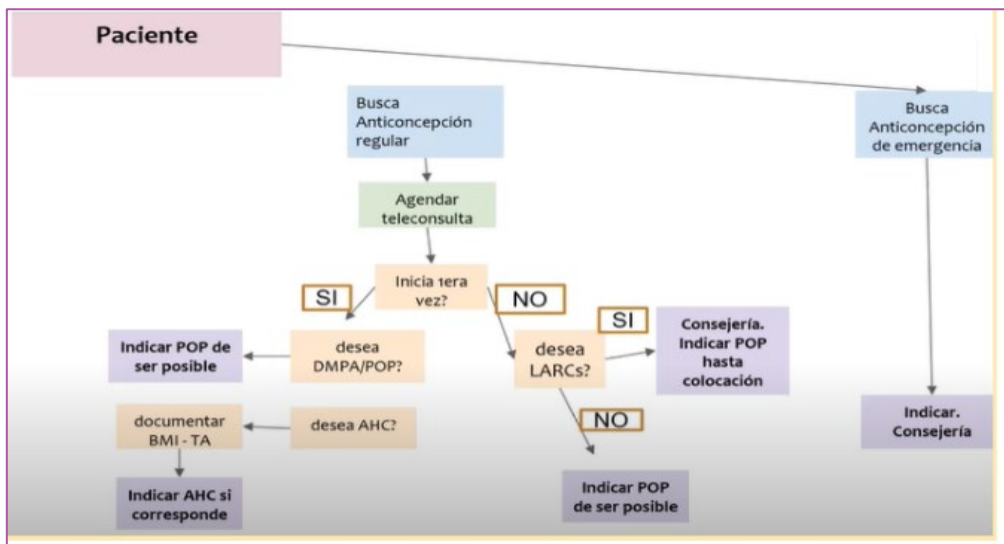 Paciente
Busca
Anticoncepción
regular
Busca
Anticoncepción
de emergencia
Agendar
teleconsulta
Inicia 1era
vez?
SI
NO
Indicar POP de
ser posible
desea
DMPA/POP?
desea
LARCs?
SI
Consejería.
Indicar POP
hasta
colocación
documentar
BMI - TA
desea AHC?
NO
Indicar.
Consejería
Indicar AHC si
corresponde
Indicar POP
de ser posible